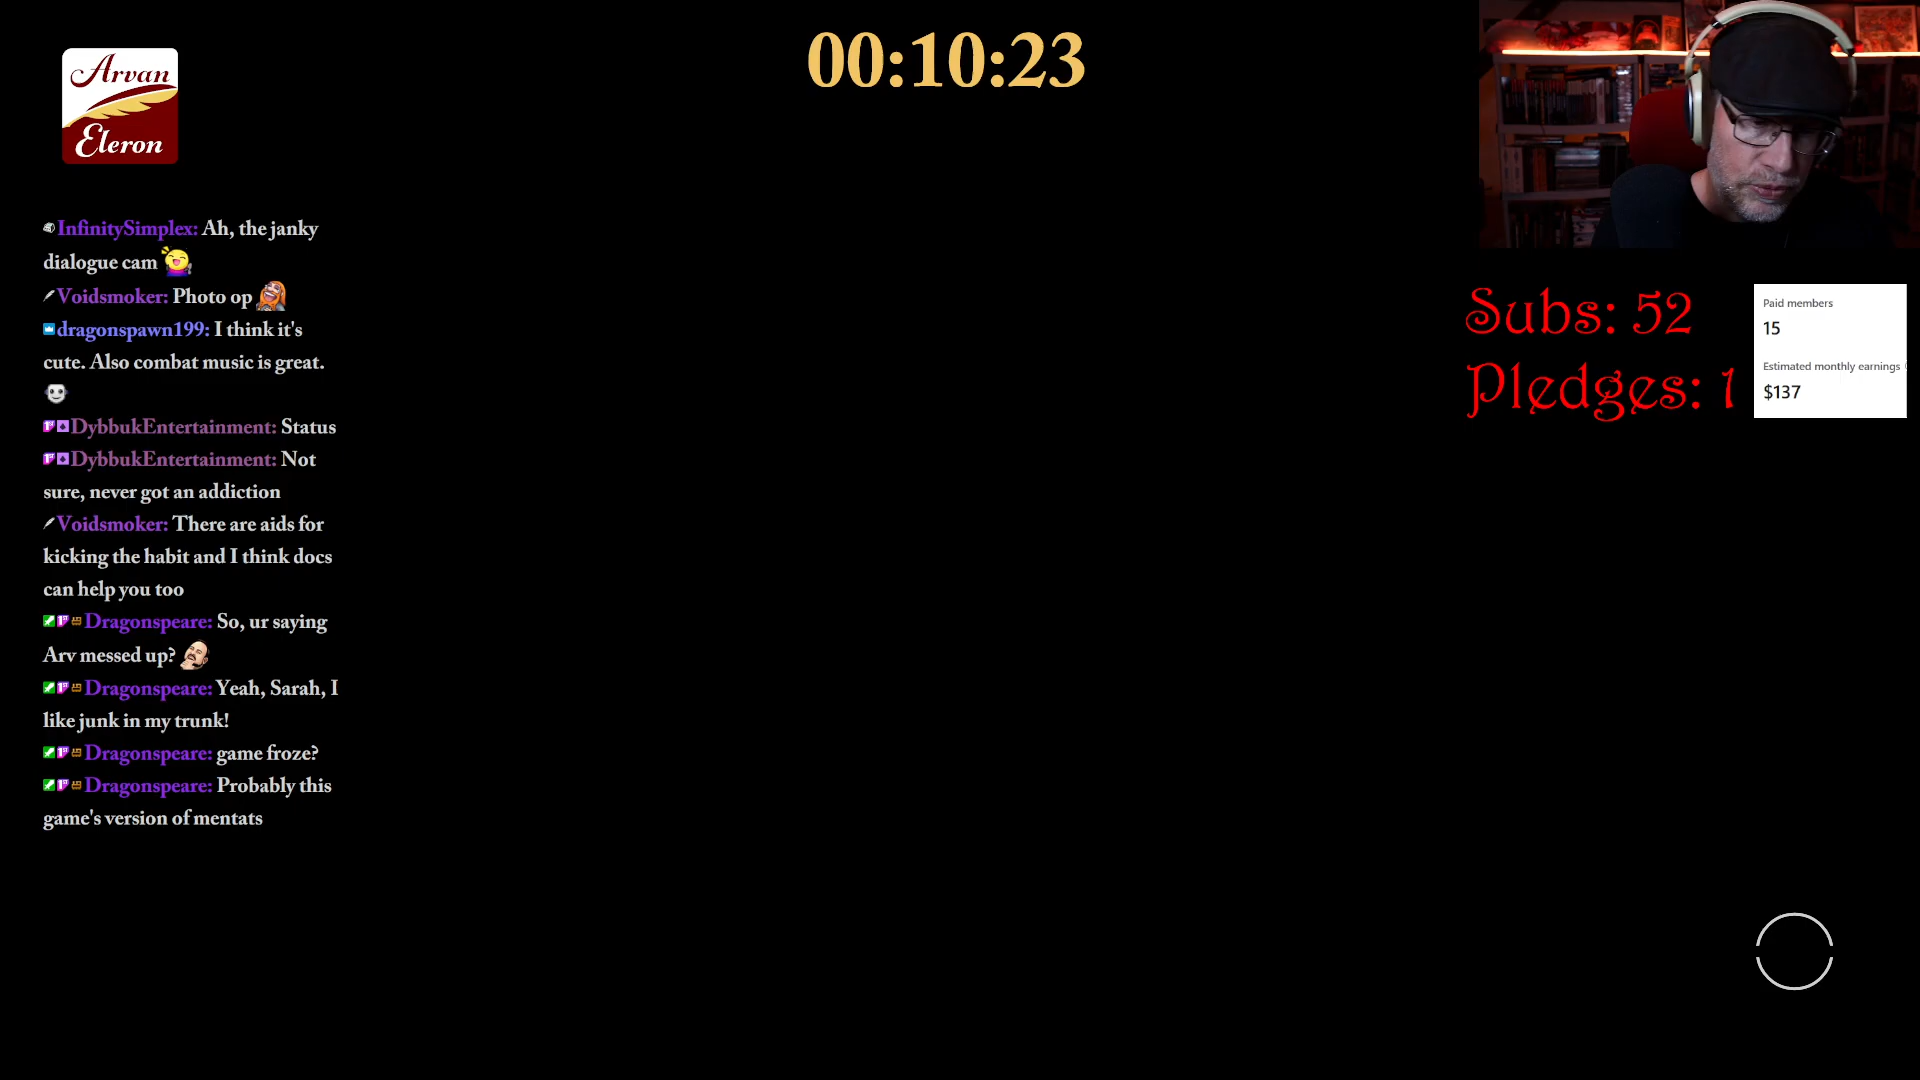 00:10:23
Arvan
Eleron
InfinitySimplex: Ah, the janky
dialogue cam
Voidsmoker: Photo op
dragonspawn199: I think it's
cute. Also combat music is great.
DybbukEntertainment: Status
DybbukEntertainment: Not
sure, never got an addiction
Voidsmoker: There are aids for
kicking the habit and I think docs
can help you too
Dragonspeare: So, ur saying
Arv messed up?
Dragonspeare: Yeah, Sarah, I
like junk in my trunk!
Dragonspeare: game froze?
Dragonspeare: Probably this
game's version of mentats
Subs: 52
Pledges: 1
Paid members
15
Estimated monthly earnings
$137